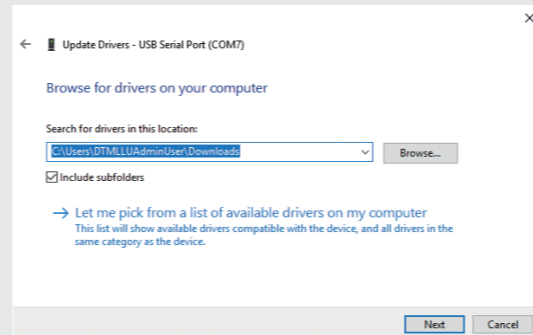 Update Drivers - USB Serial Port (COM7)
Browse for drivers on your computer
Search for drivers in this location:
C:\Users\DTMLLUAdminUser\Downloads
Browse...
Include subfolders
Let me pick from a list of available drivers on my computer
This list will show available drivers compatible with the device, and all drivers in the
same category as the device.
Next Cancel